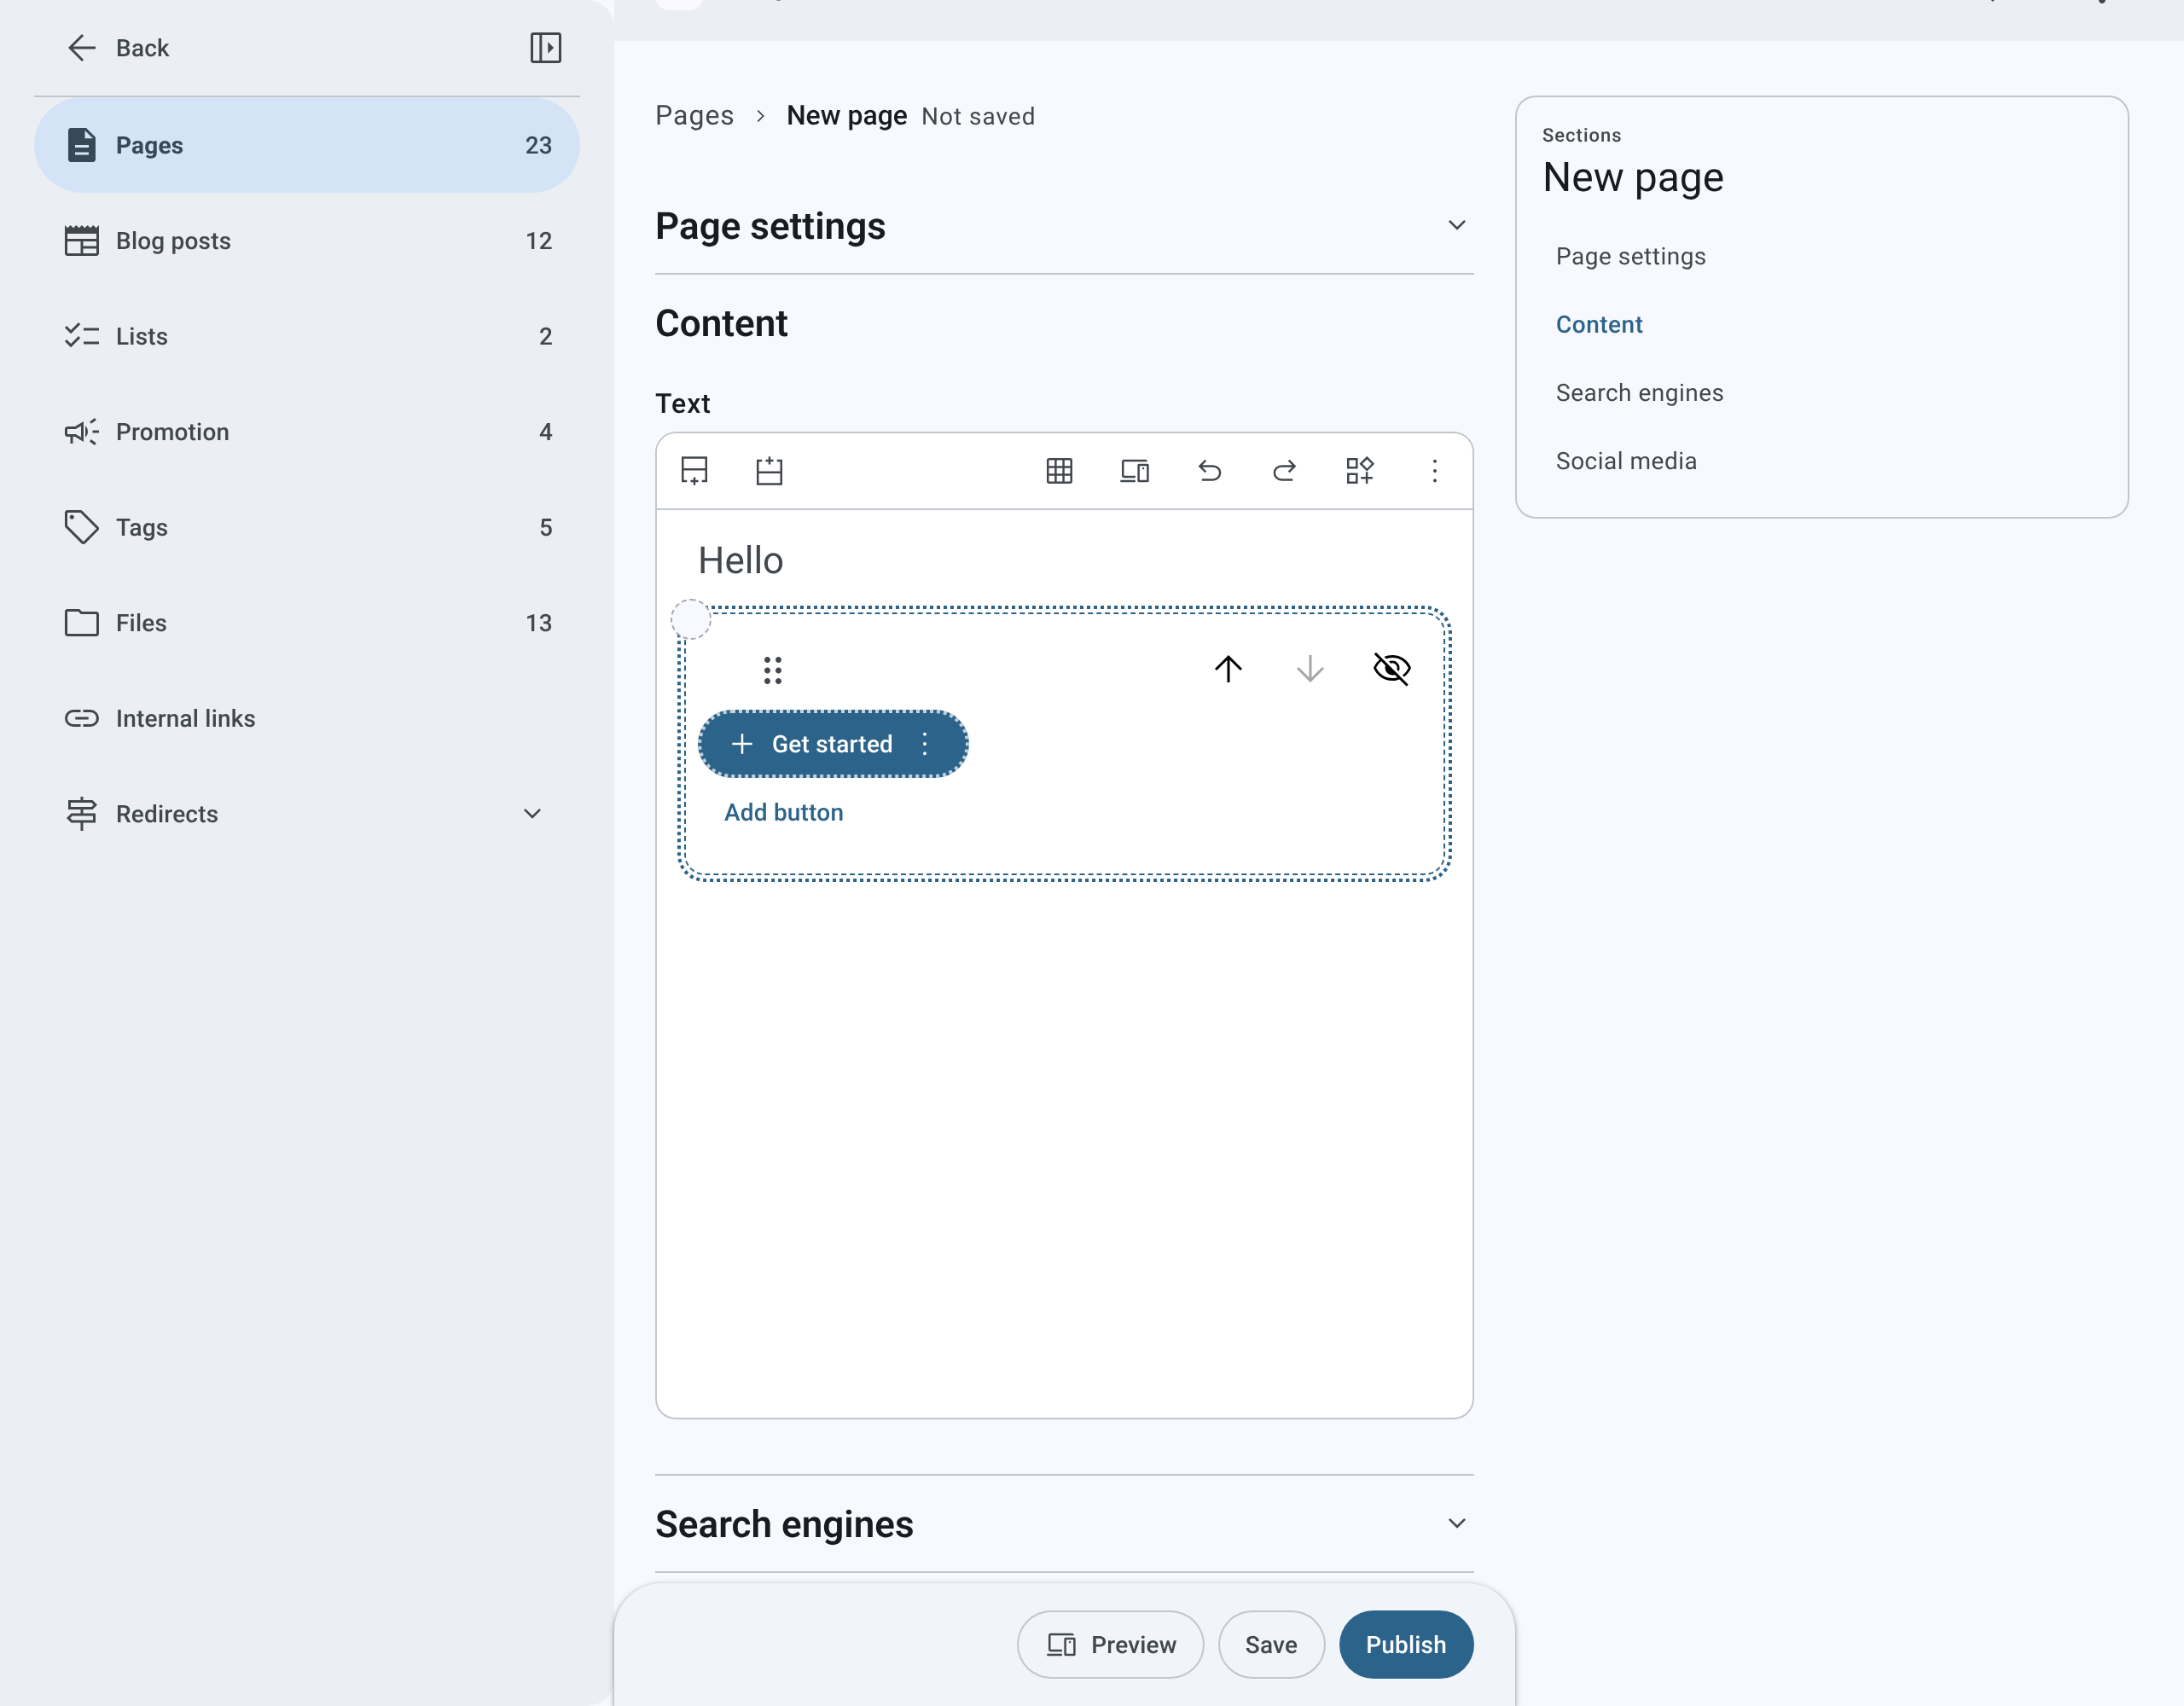 Back
Pages 23
Blog posts 12
Lists 2
Promotion 4
Tags 5
Files 13
Internal links
Redirects
Pages > New page Not saved
Page settings
Content
Text
Hello
Get started
Add button
Search engines
Preview Save Publish
Sections
New page
Page settings
Content
Search engines
Social media